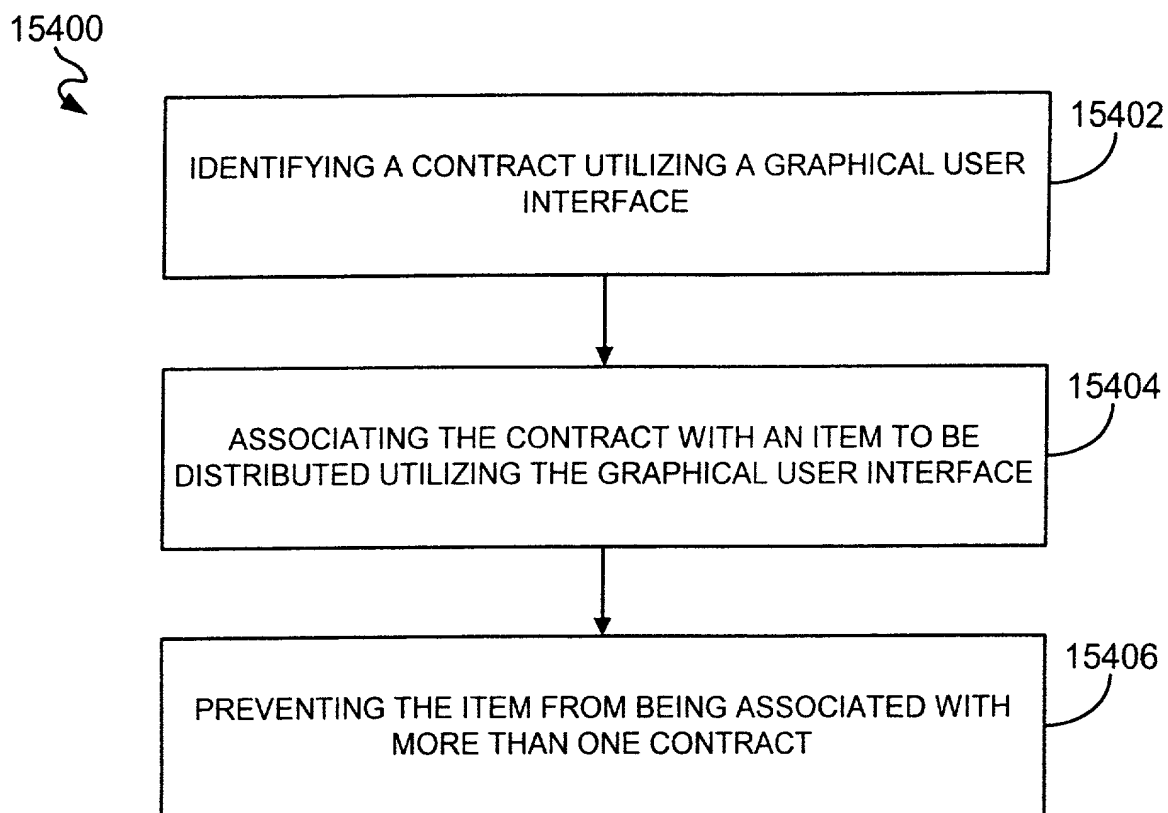 15400
15402
IDENTIFYING A CONTRACT UTILIZING A GRAPHICAL USER
INTERFACE
15404
ASSOCIATING THE CONTRACT WITH AN ITEM TO BE
DISTRIBUTED UTILIZING THE GRAPHICAL USER INTERFACE
15406
PREVENTING THE ITEM FROM BEING ASSOCIATED WITH
MORE THAN ONE CONTRACT